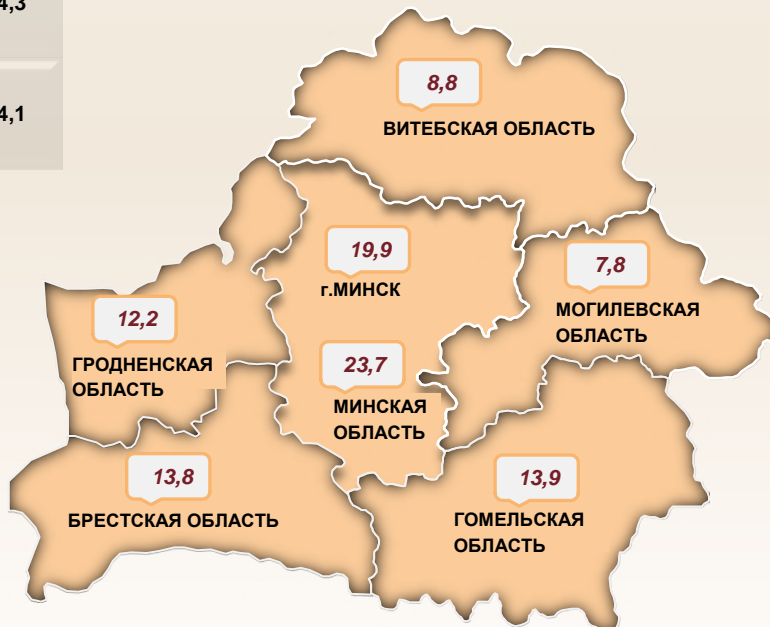 4,3
4,1
8,8
ВИТЕБСКАЯ ОБЛАСТЬ
19,9
г.МИНСК
7,8
МОГИЛЕВСКАЯ
ОБЛАСТЬ
12,2
ГРОДНЕНСКАЯ
ОБЛАСТЬ
23,7
МИНСКАЯ
ОБЛАСТЬ
13,8
БРЕСТСКАЯ ОБЛАСТЬ
13,9
ГОМЕЛЬСКАЯ
ОБЛАСТЬ